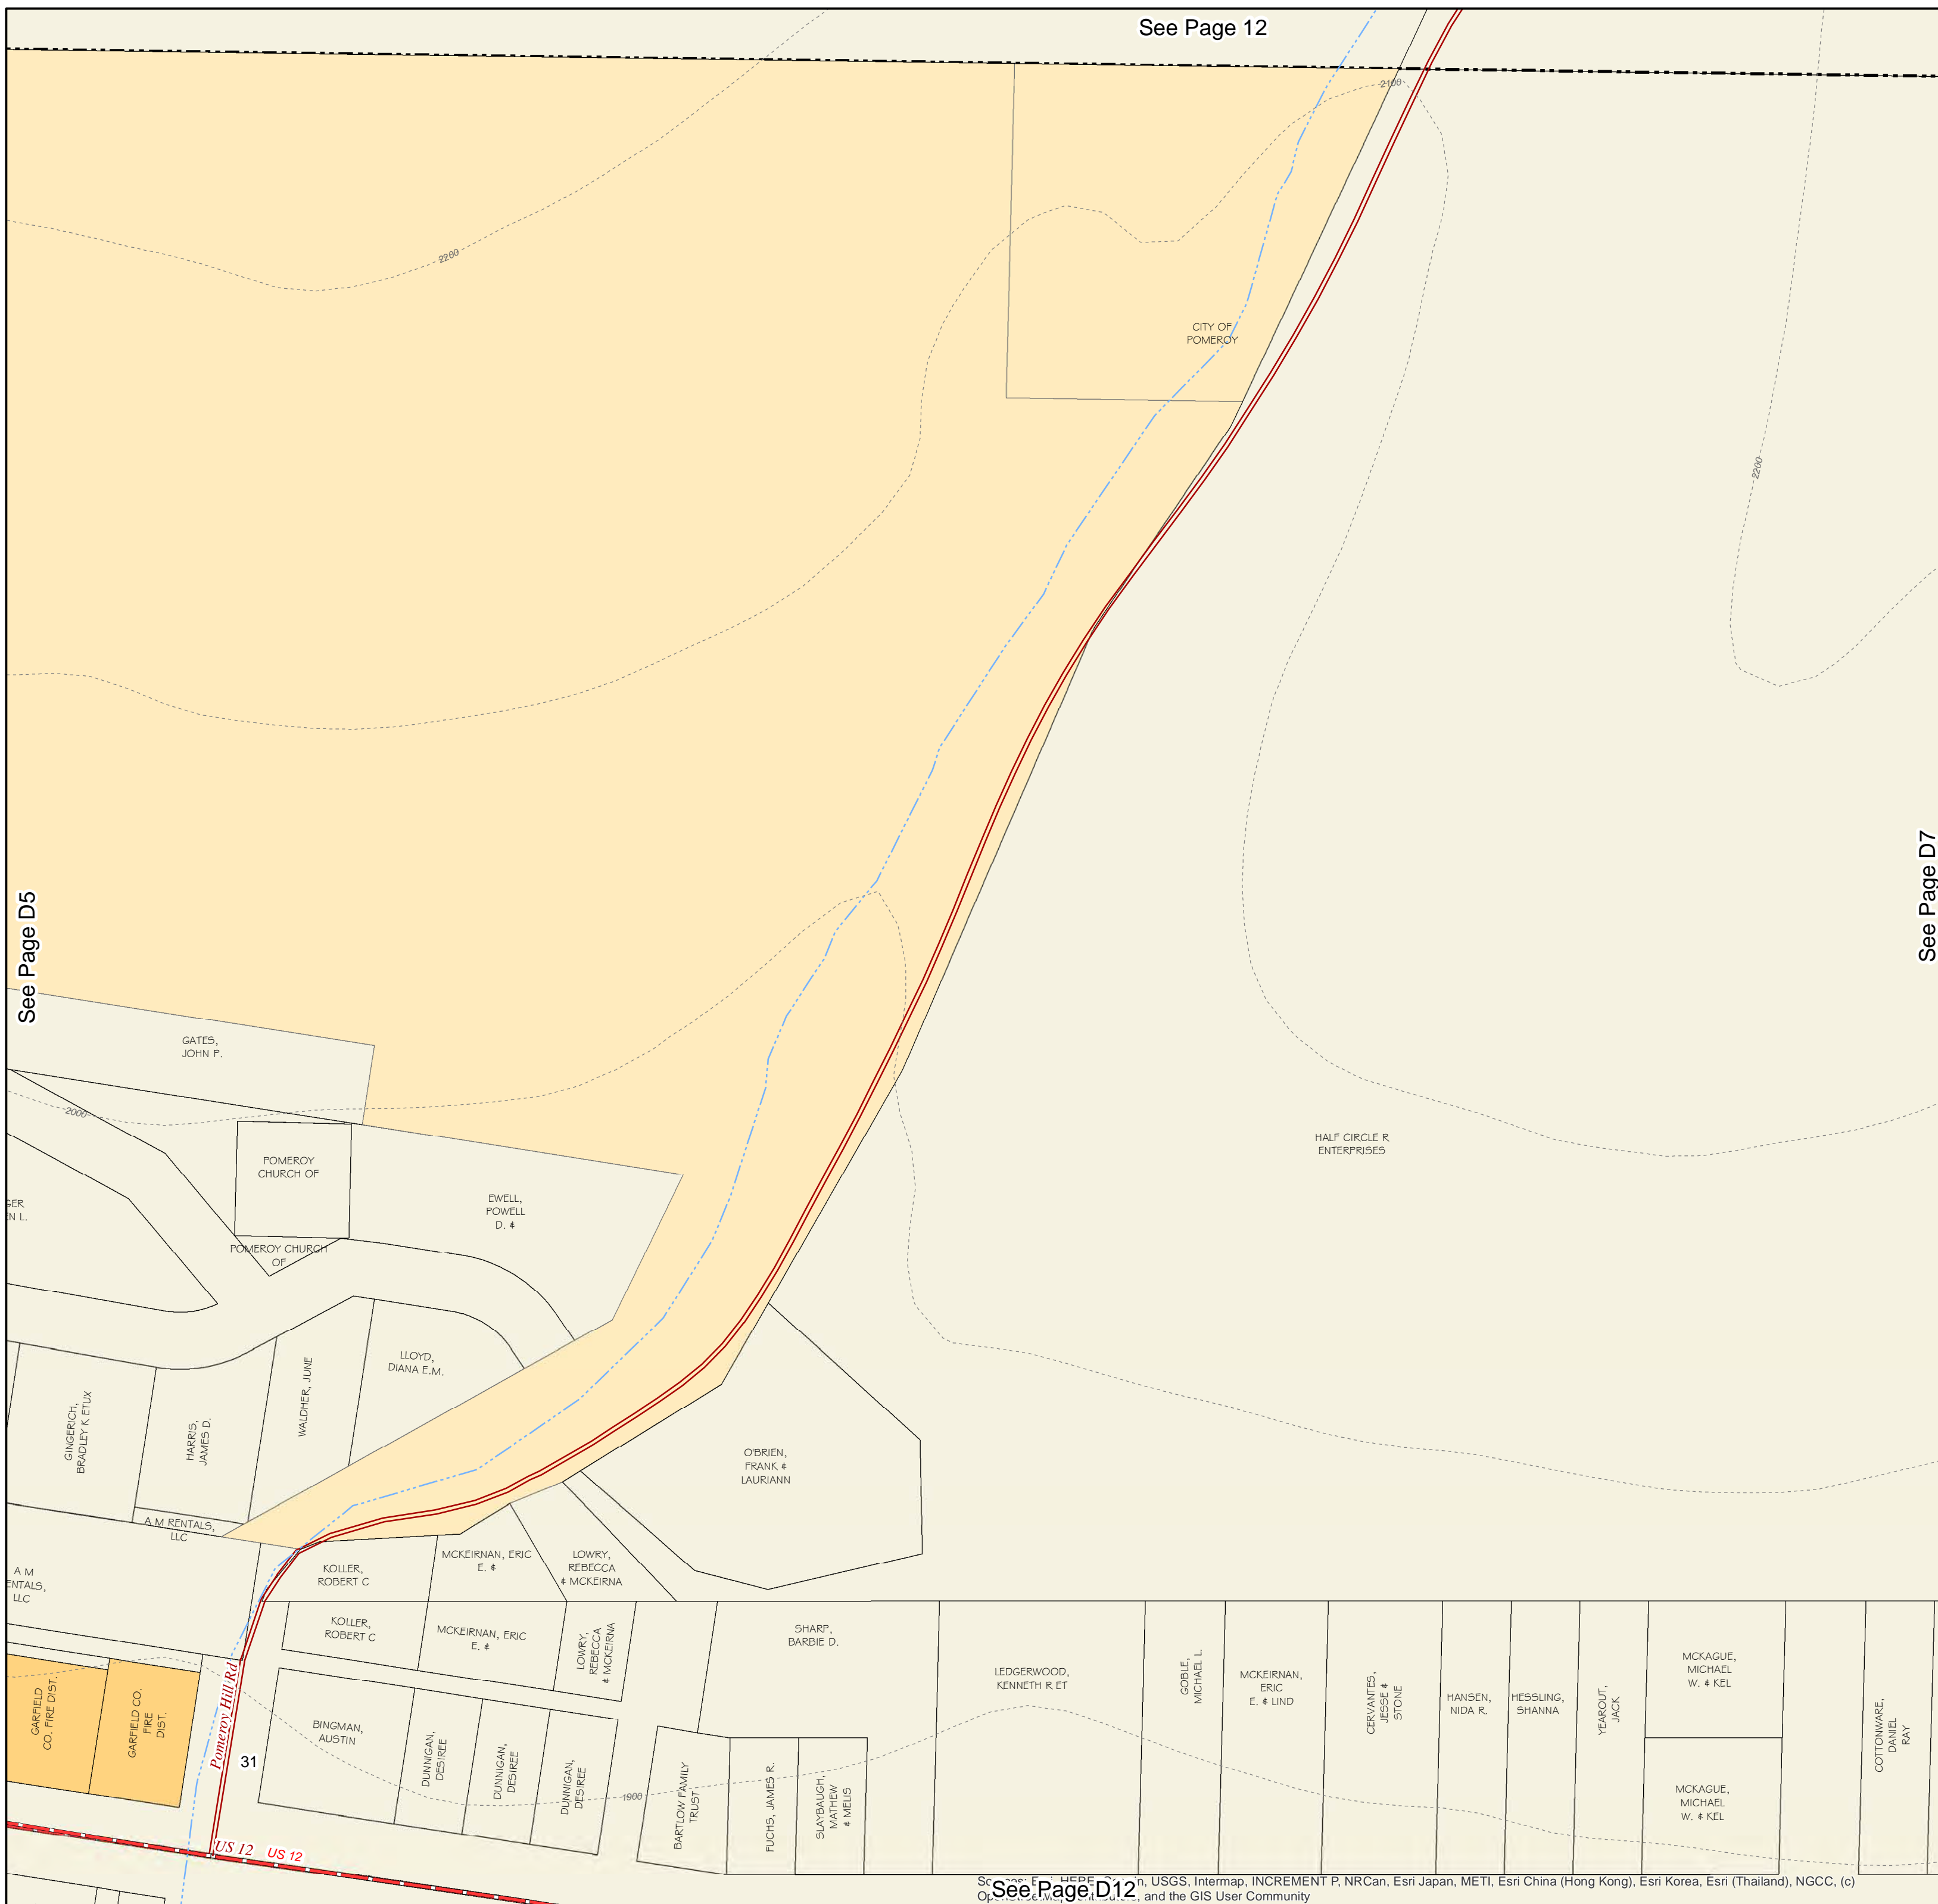 See Page 12
2100
2200
CITY OF
POMEROY
2200
See Page D7
See Page D5
GATES,
JOHN P.
2000
POMEROY
CHURCH OF
HALF CIRCLE R
ENTERPRISES
EWELL,
POWELL
D. &
N L.
POMEROY CHURCH
OF
LLOYD,
DIANA E.M.
WALDHER, JUNE
GINGERICH,
BRADLEY K ETUX
HARRIS,
JAMES D.
O'BRIEN,
FRANK &
LAURIANN
A M RENTALS,
LLC
A M
ENTALS,
LLC
KOLLER,
ROBERT C
MCKEIRNAN, ERIC
E. &
LOWRY,
REBECCA
& MCKEIRNA
KOLLER,
ROBERT C
MCKEIRNAN, ERIC
E. &
LOWRY,
REBECCA
& MCKEIRNA
SHARP,
BARBIE D.
LEDGERWOOD,
KENNETH R ET
GOBLE,
MICHAEL L.
MCKEIRNAN,
ERIC
E. & LIND
CERVANTES,
JESSE &
STONE
HANSEN,
NIDA R.
HESSLING,
SHANNA
YEAROUT,
JACK
MCKAGUE,
MICHAEL
W. & KEL
COTTONWARE,
DANIEL
RAY
GARFIELD
CO. FIRE DIST.
GARFIELD CO.
FIRE
DIST.
Pomeroy Hill Rd
31
BINGMAN,
AUSTIN
DUNNIGAN,
DESIREE
DUNNIGAN,
DESIREE
DUNNIGAN,
DESIREE
1900
BARTLOW FAMILY
TRUST
FUCHS, JAMES R.
SLAYBAUGH,
MATHEW
& MELIS
MCKAGUE,
MICHAEL
W. & KEL
US 12
US 12
See Page D12
USGS, Intermap, INCREMENT P, NRCan, Esri Japan, METI, Esri China (Hong Kong), Esri Korea, Esri (Thailand), NGCC, (c)
and the GIS User Community